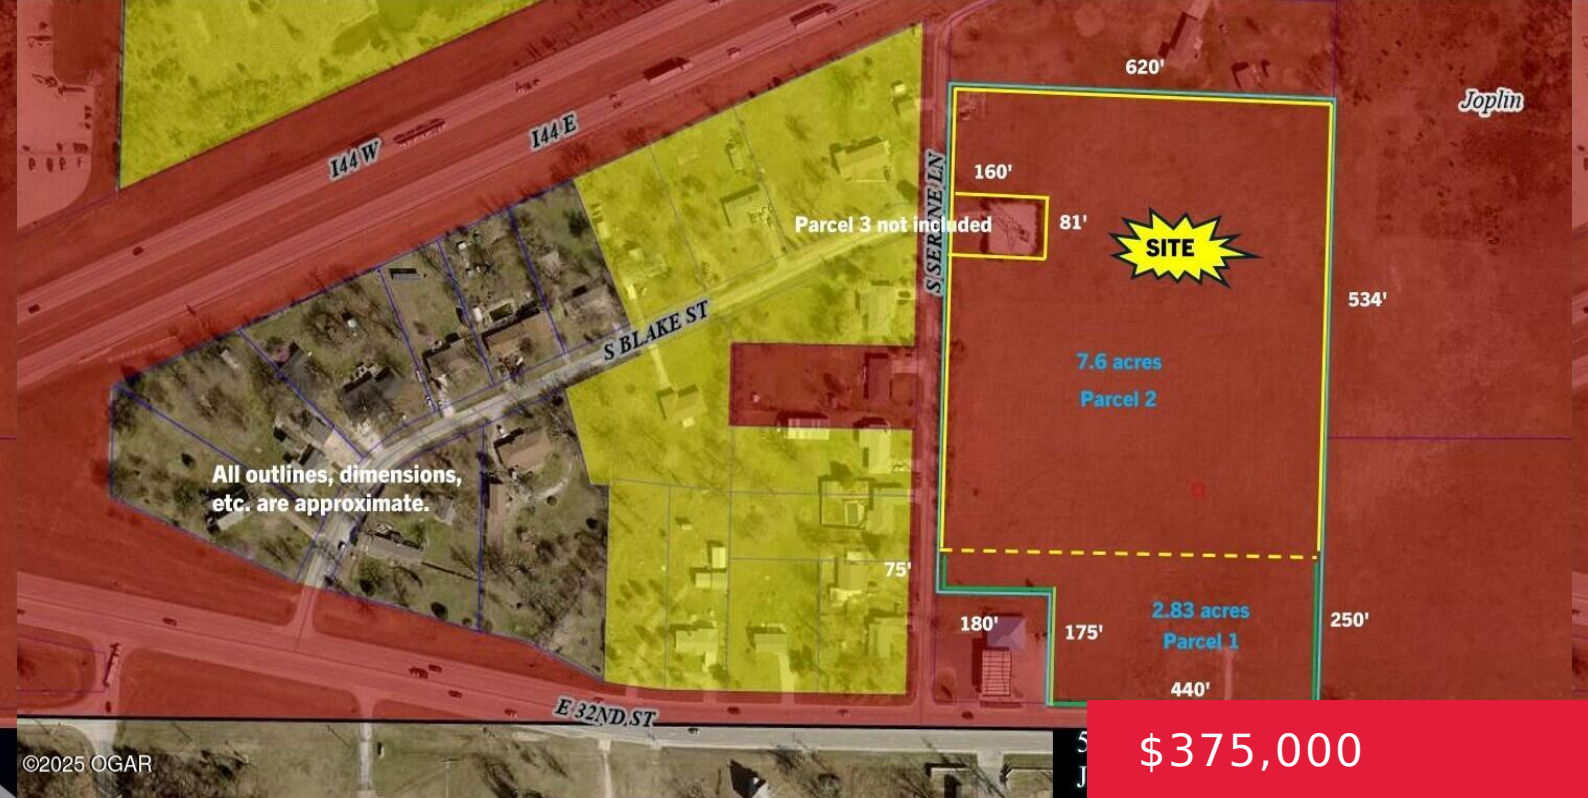 620'
Joplin
I44 W
I44 E
160'
Parcel 3 not included
81'
S SERENE LN
SITE
534'
S BLAKE ST
7.6 acres
Parcel 2
All outlines, dimensions,
etc. are approximate.
75'
180'
175'
2.83 acres
Parcel 1
250'
440'
E 32ND ST
©2025 OGAR
5
J
$375,000